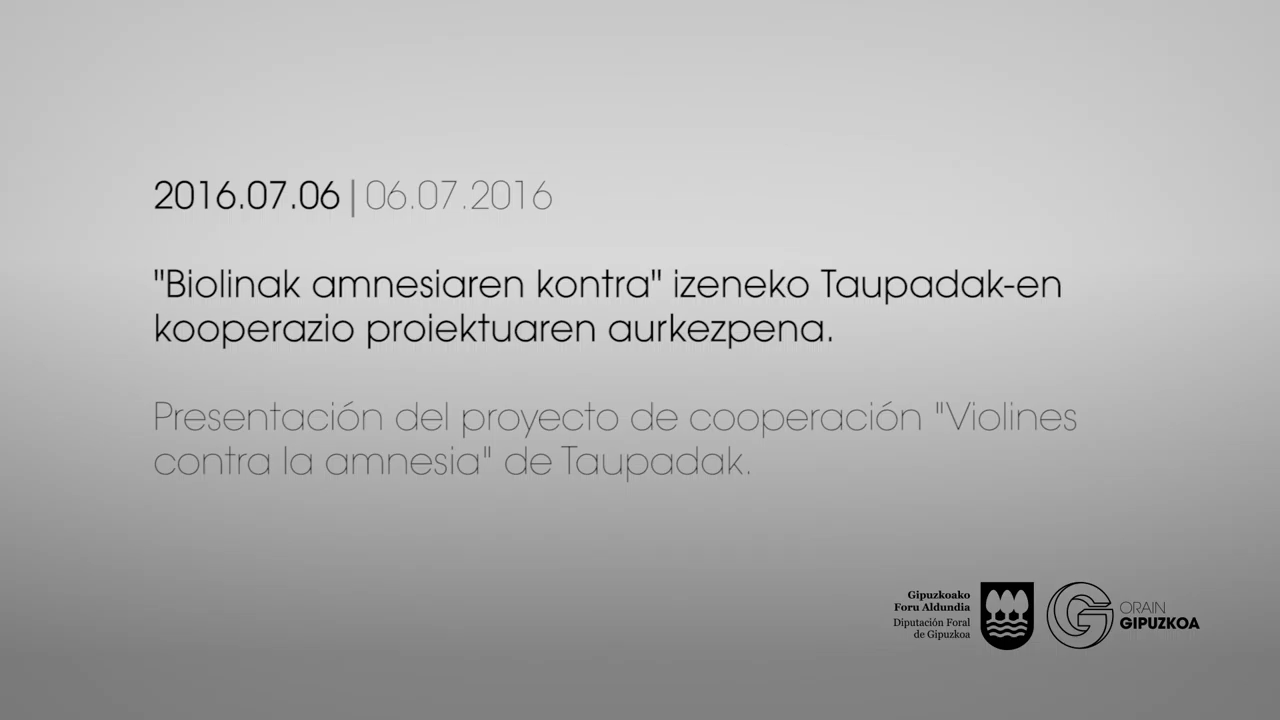 2016.07.06 | 06.07.2016
"Biolinak amnesiaren kontra" izeneko Taupadak-en
kooperazio proiektuaren aurkezpena.
Presentación del proyecto de cooperación "Violines
contra la amnesia" de Taupadak.
Gipuzkoako
Foru Aldundia
Diputación Foral
de Gipuzkoa
ORAIN
GIPUZKOA